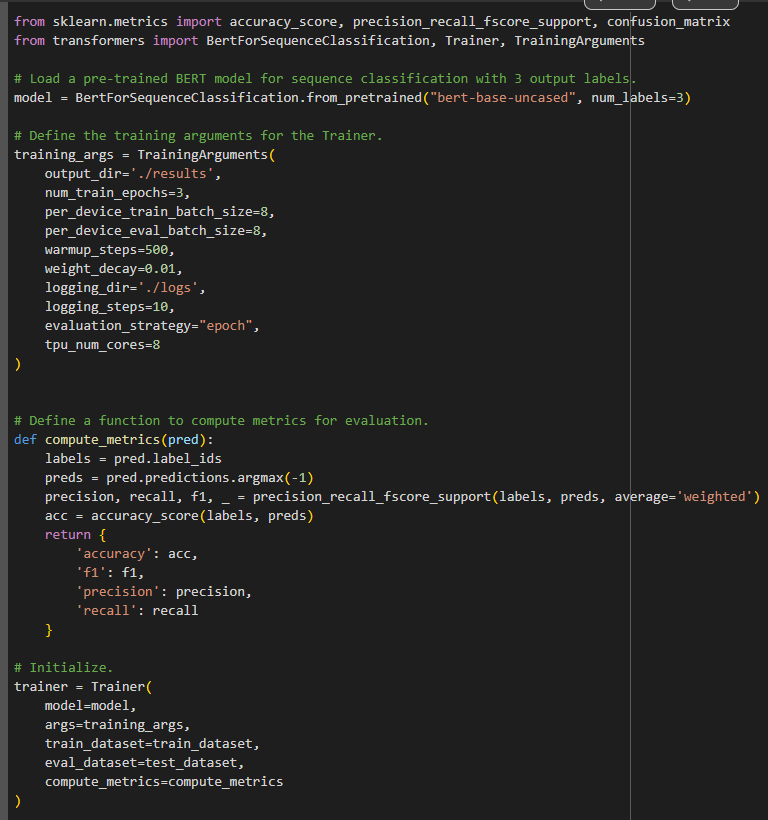 from sklearn.metrics import accuracy_score, precision_recall_fscore_support, confusion_matrix
from transformers import BertForSequenceClassification, Trainer, TrainingArguments

# Load a pre-trained BERT model for sequence classification with 3 output labels.
model = BertForSequenceClassification.from_pretrained("bert-base-uncased", num_labels=3)

# Define the training arguments for the Trainer.
training_args = TrainingArguments(
    output_dir='./results',
    num_train_epochs=3,
    per_device_train_batch_size=8,
    per_device_eval_batch_size=8,
    warmup_steps=500,
    weight_decay=0.01,
    logging_dir='./logs',
    logging_steps=10,
    evaluation_strategy="epoch",
    tpu_num_cores=8
)


# Define a function to compute metrics for evaluation.
def compute_metrics(pred):
    labels = pred.label_ids
    preds = pred.predictions.argmax(-1)
    precision, recall, f1, _ = precision_recall_fscore_support(labels, preds, average='weighted')
    acc = accuracy_score(labels, preds)
    return {
        'accuracy': acc,
        'f1': f1,
        'precision': precision,
        'recall': recall
    }

# Initialize.
trainer = Trainer(
    model=model,
    args=training_args,
    train_dataset=train_dataset,
    eval_dataset=test_dataset,
    compute_metrics=compute_metrics
)